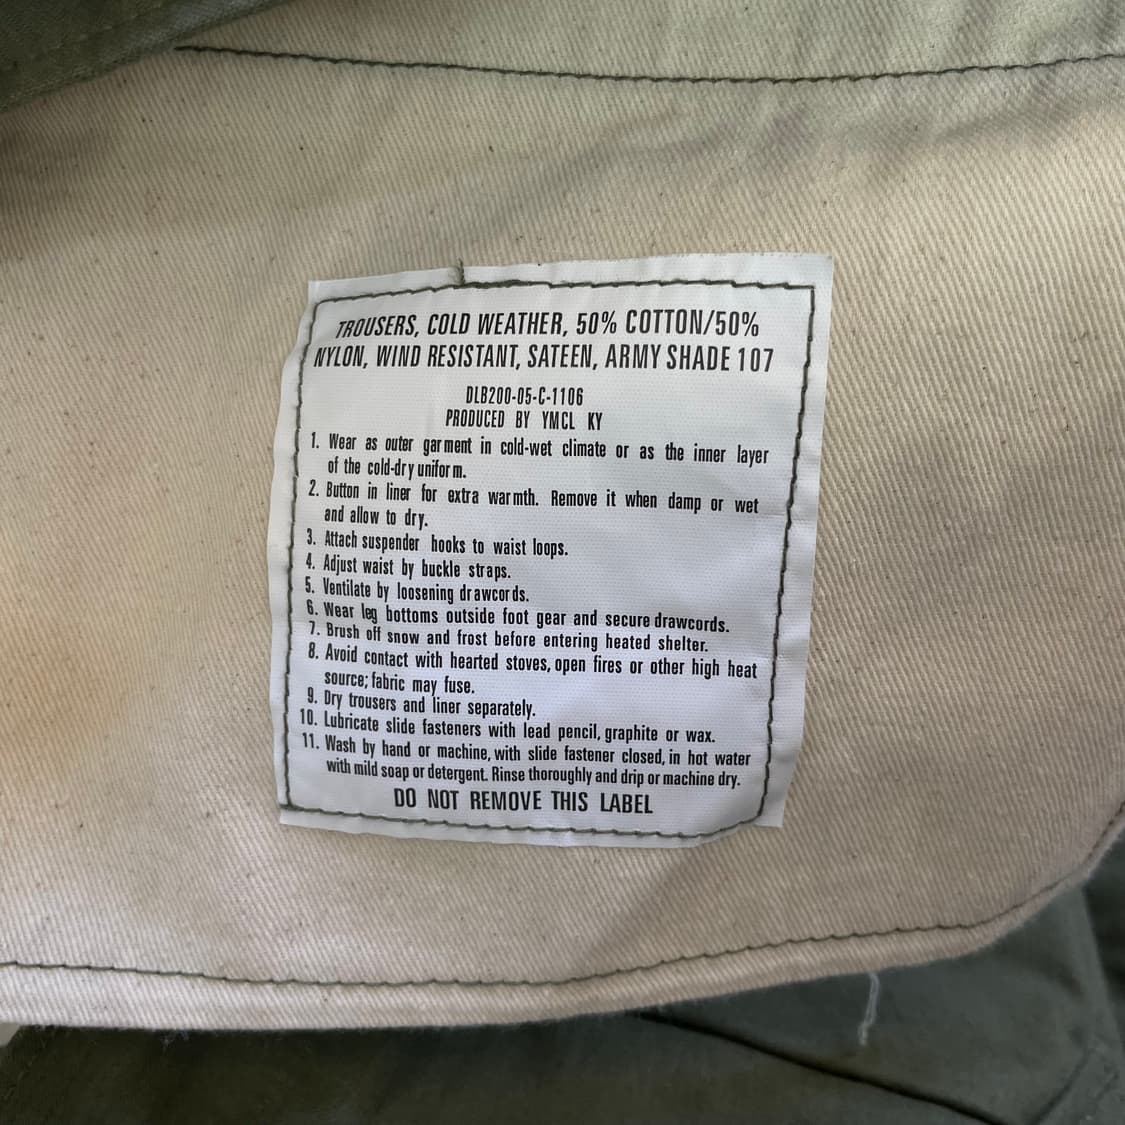 TROUSERS, COLD WEATHER, 50% COTTON/50%
NYLON, WIND RESISTANT, SATEEN, ARMY SHADE 107
DLB200-05-C-1106
PRODUCED BY YMCL KY
1. Wear as outer garment in cold-wet climate or as the inner layer
of the cold-dry uniform.
2. Button in liner for extra warmth. Remove it when damp or wet
and allow to dry.
3. Attach suspender hooks to waist loops.
4. Adjust waist by buckle straps.
5. Ventilate by loosening drawcords.
6. Wear leg bottoms outside foot gear and secure drawcords.
7. Brush off snow and frost before entering heated shelter.
8. Avoid contact with hearted stoves, open fires or other high heat
source; fabric may fuse.
9. Dry trousers and liner separately.
10. Lubricate slide fasteners with lead pencil, graphite or wax.
11. Wash by hand or machine, with slide fastener closed, in hot water
with mild soap or detergent. Rinse thoroughly and drip or machine dry.
DO NOT REMOVE THIS LABEL